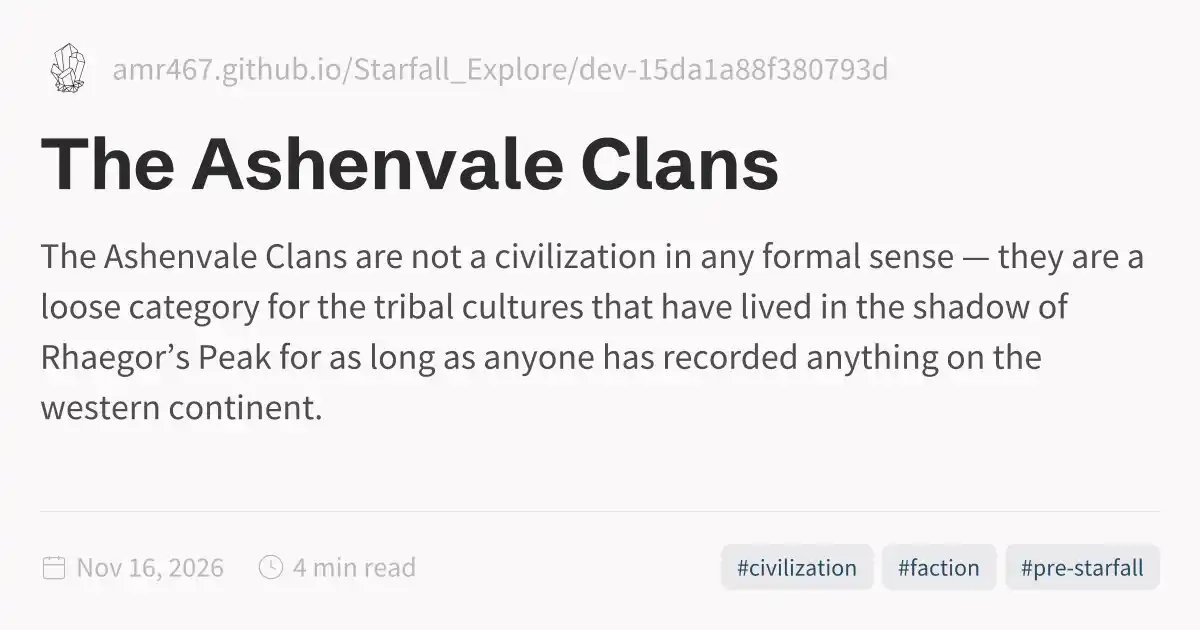 amr467.github.io/Starfall_Explore/dev-15da1a88f380793d
The Ashenvale Clans
The Ashenvale Clans are not a civilization in any formal sense — they are a
loose category for the tribal cultures that have lived in the shadow of
Rhaegor’s Peak for as long as anyone has recorded anything on the
western continent.
Nov 16, 2026 4 min read #civilization #faction #pre-starfall